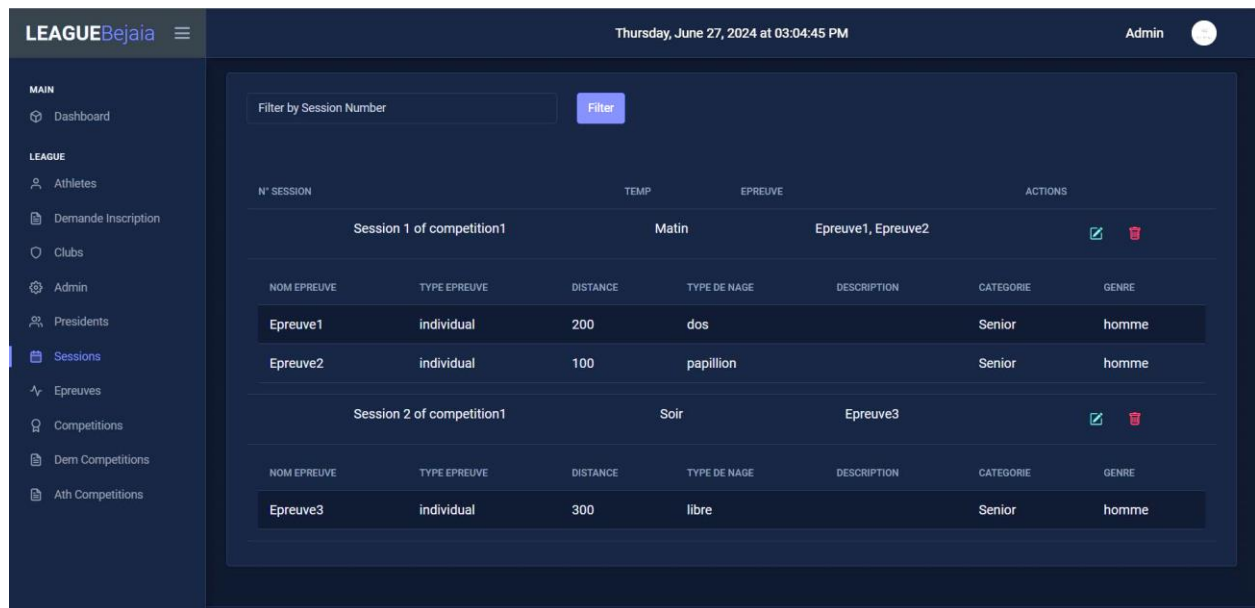 LEAGUEBejaia
Thursday, June 27, 2024 at 03:04:45 PM
Admin
MAIN
Dashboard
LEAGUE
Athletes
Demande Inscription
Clubs
Admin
Presidents
Sessions
Epreuves
Competitions
Dem Competitions
Ath Competitions
Filter by Session Number
Filter
N° SESSION TEMP EPREUVE ACTIONS
Session 1 of competition1 Matin Epreuve1, Epreuve2
NOM EPREUVE TYPE EPREUVE DISTANCE TYPE DE NAGE DESCRIPTION CATEGORIE GENRE
Epreuve1 individual 200 dos Senior homme
Epreuve2 individual 100 papillion Senior homme
Session 2 of competition1 Soir Epreuve3
NOM EPREUVE TYPE EPREUVE DISTANCE TYPE DE NAGE DESCRIPTION CATEGORIE GENRE
Epreuve3 individual 300 libre Senior homme